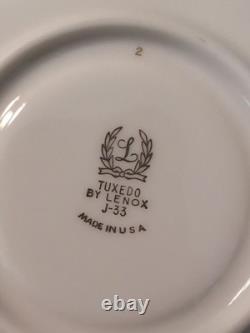 2
L
TUXEDO
BY LENOX
J-33
MADE IN USA